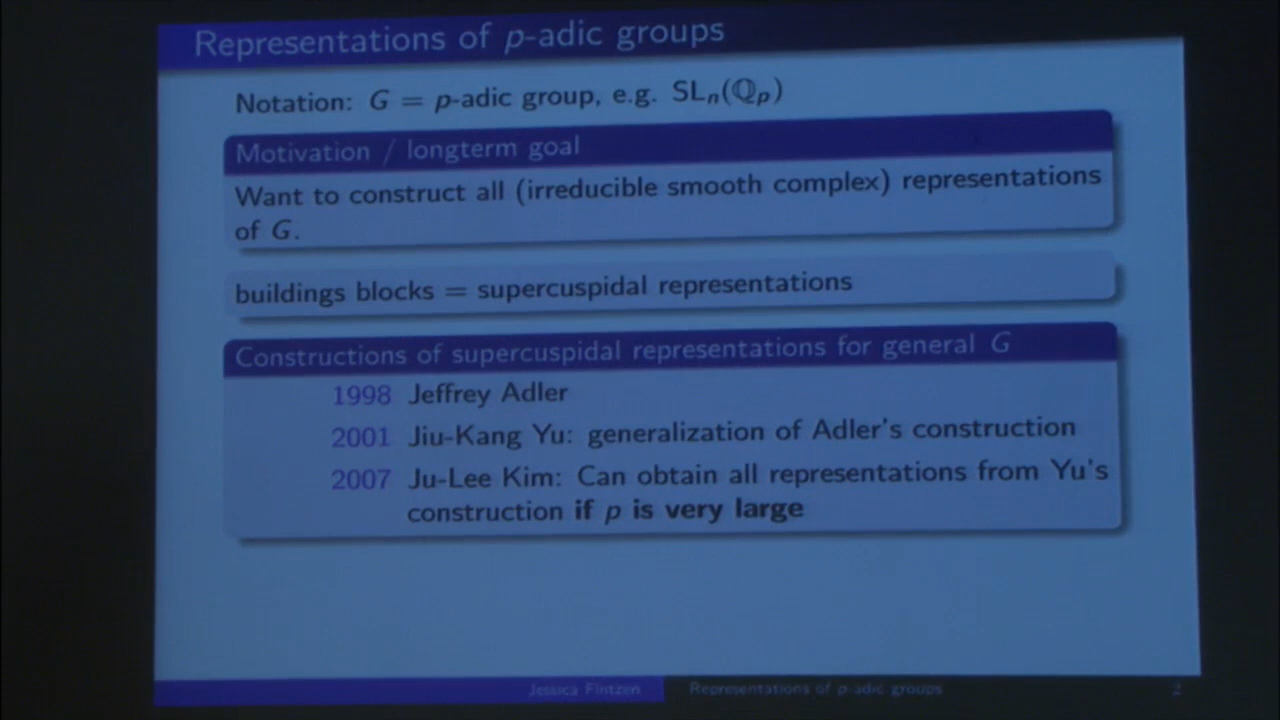 Representations of p-adic groups
Notation: G = p-adic group, e.g. SLₙ(ℚₚ)
Motivation / longterm goal
Want to construct all (irreducible smooth complex) representations
of G.
buildings blocks = supercuspidal representations
Constructions of supercuspidal representations for general G
1998 Jeffrey Adler
2001 Jiu-Kang Yu: generalization of Adler's construction
2007 Ju-Lee Kim: Can obtain all representations from Yu's
construction if p is very large
Jessica Fintzen Representations of p-adic groups 2